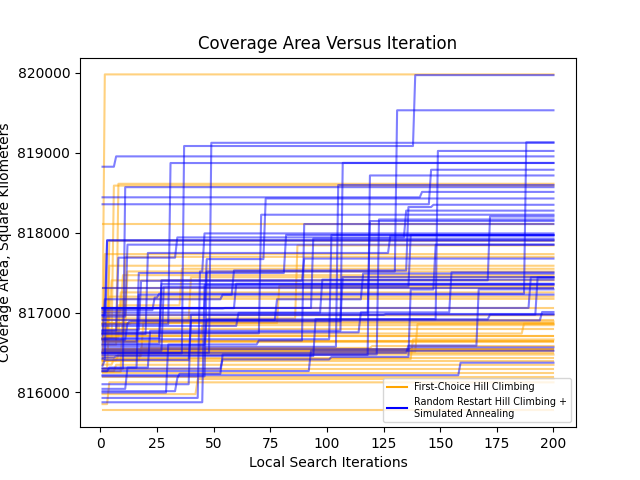 Coverage Area Versus Iteration
Coverage Area, Square Kilometers
820000
819000
818000
817000
816000
First-Choice Hill Climbing
Random Restart Hill Climbing +
Simulated Annealing
0 25 50 75 100 125 150 175 200
Local Search Iterations